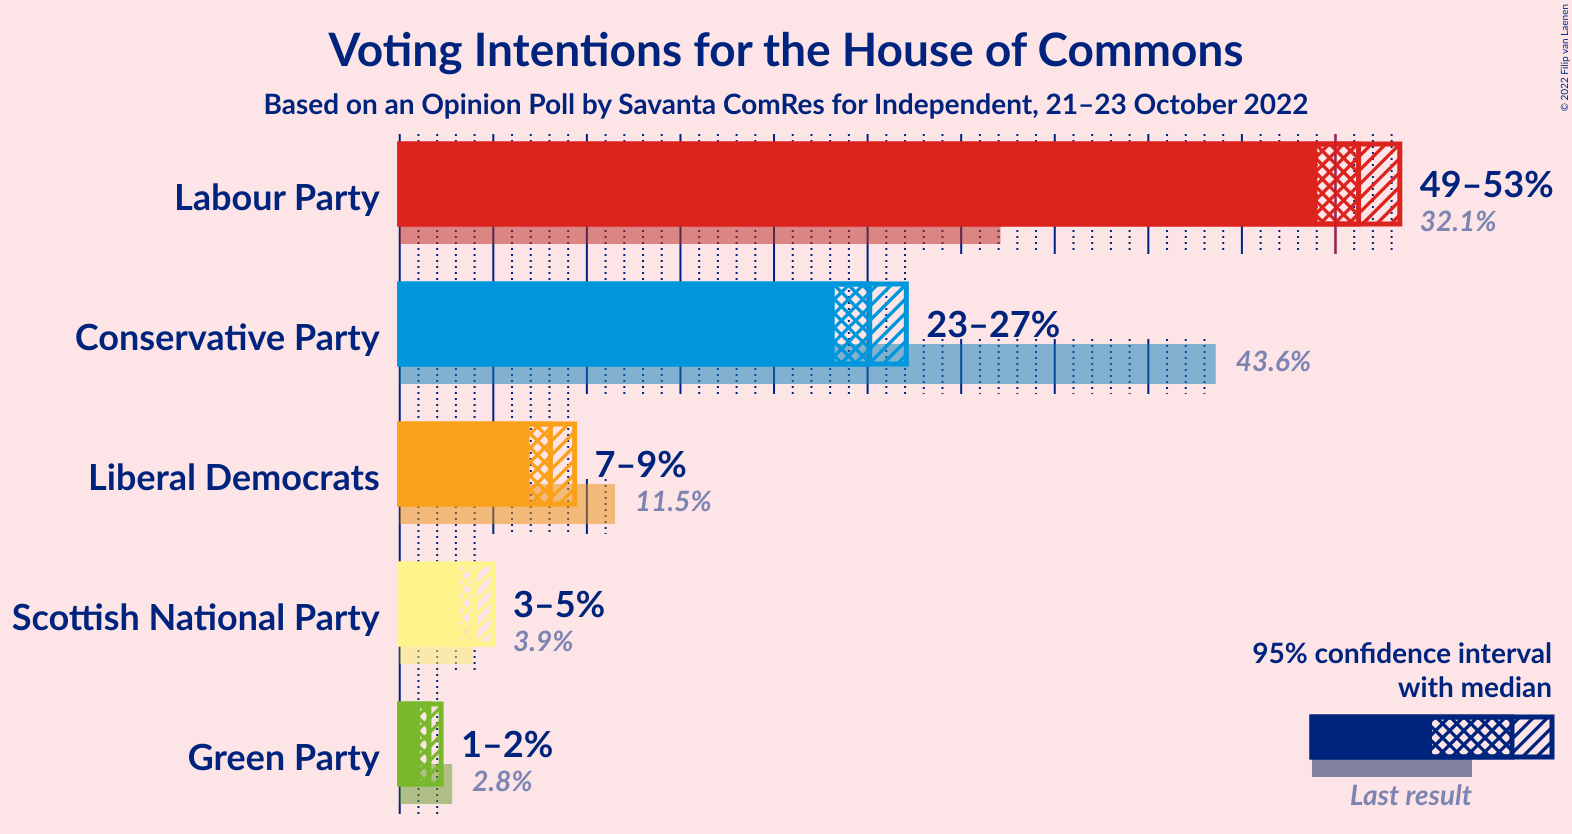 Voting Intentions for the House of Commons
Based on an Opinion Poll by Savanta ComRes for Independent, 21–23 October 2022
© 2022 Filip van Laenen
Labour Party
49–53%
32.1%
Conservative Party
23–27%
43.6%
Liberal Democrats
7–9%
11.5%
Scottish National Party
3–5%
3.9%
Green Party
1–2%
2.8%
95% confidence interval
with median
Last result